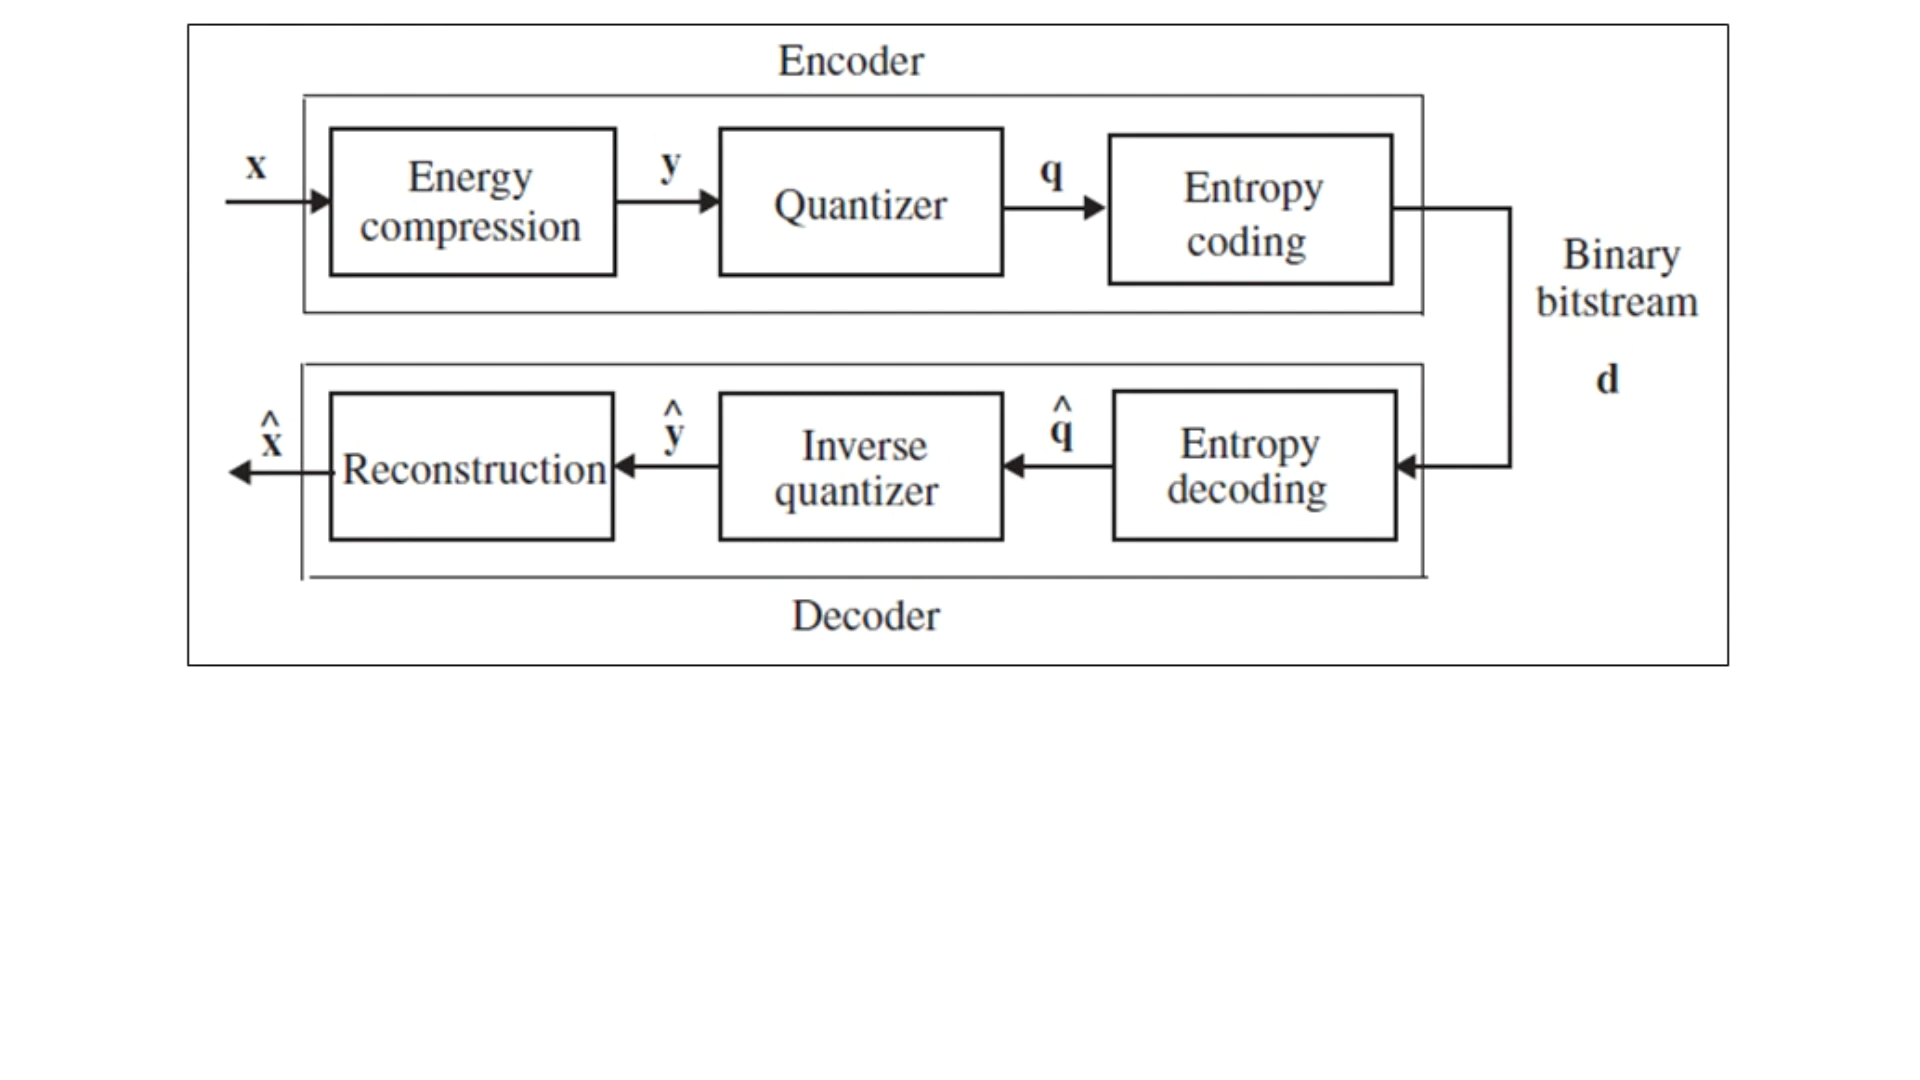 Encoder
x
Energy
compression
y
Quantizer
q
Entropy
coding
Binary
bitstream
d
x̂
Reconstruction
ŷ
Inverse
quantizer
q̂
Entropy
decoding
Decoder